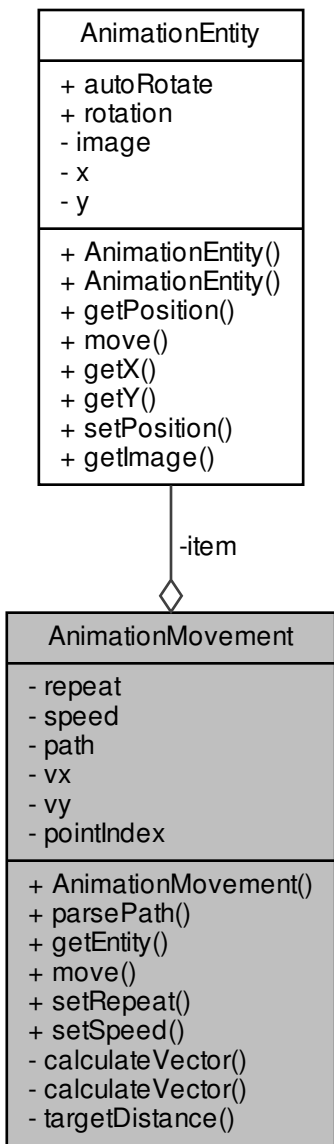 AnimationEntity
+ autoRotate
+ rotation
- image
- x
- y
+ AnimationEntity()
+ AnimationEntity()
+ getPosition()
+ move()
+ getX()
+ getY()
+ setPosition()
+ getImage()
-item
AnimationMovement
- repeat
- speed
- path
- vx
- vy
- pointIndex
+ AnimationMovement()
+ parsePath()
+ getEntity()
+ move()
+ setRepeat()
+ setSpeed()
- calculateVector()
- calculateVector()
- targetDistance()